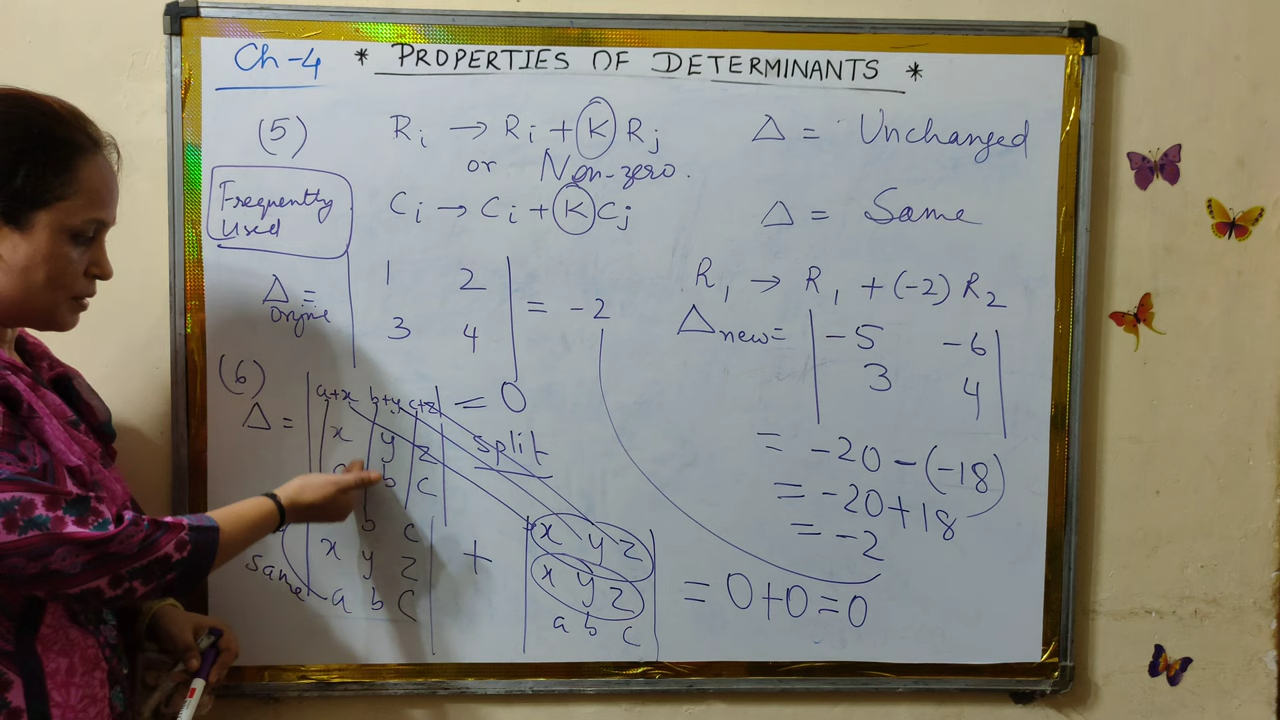 Ch-4 * PROPERTIES OF DETERMINANTS *
(5) Ri → Ri + K Rj Δ = Unchanged
or Non-zero.
Frequently
Used
Ci → Ci + K Cj Δ = Same
R1 → R1 + (-2) R2
Δ = | 1 2 | = -2
3 4
Δnew = | -5 -6 |
3 4
= -20 - (-18)
= -20 + 18
= -2
(6)
Δ = | a+x b+y c+z | = 0
x y z split
b c
b c + | x y z |
x y z x y z = 0+0=0
same a b c a b c